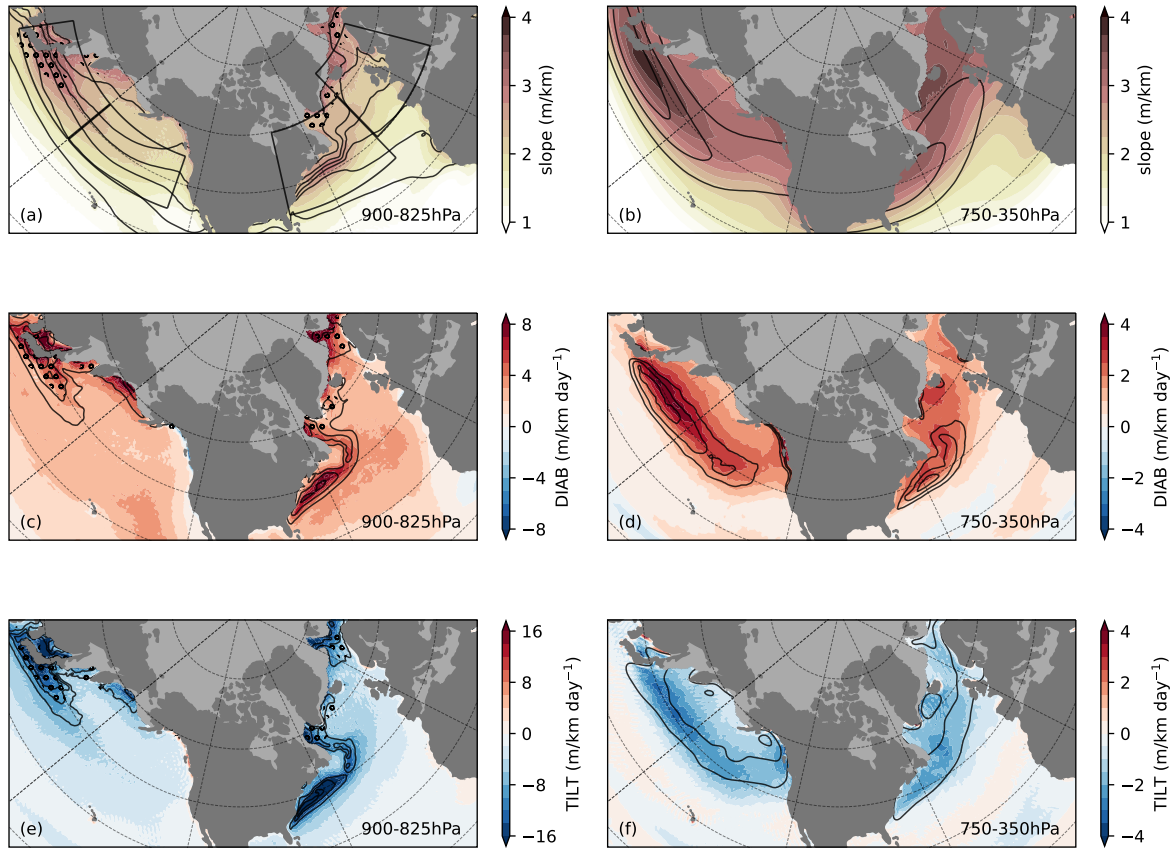 4
3
2
1
slope (m/km)
(a)
900-825hPa
4
3
2
1
slope (m/km)
(b)
750-350hPa
8
4
0
−4
−8
DIAB (m/km day⁻¹)
(c)
900-825hPa
4
2
0
−2
−4
DIAB (m/km day⁻¹)
(d)
750-350hPa
16
8
0
−8
−16
TILT (m/km day⁻¹)
(e)
900-825hPa
4
2
0
−2
−4
TILT (m/km day⁻¹)
(f)
750-350hPa